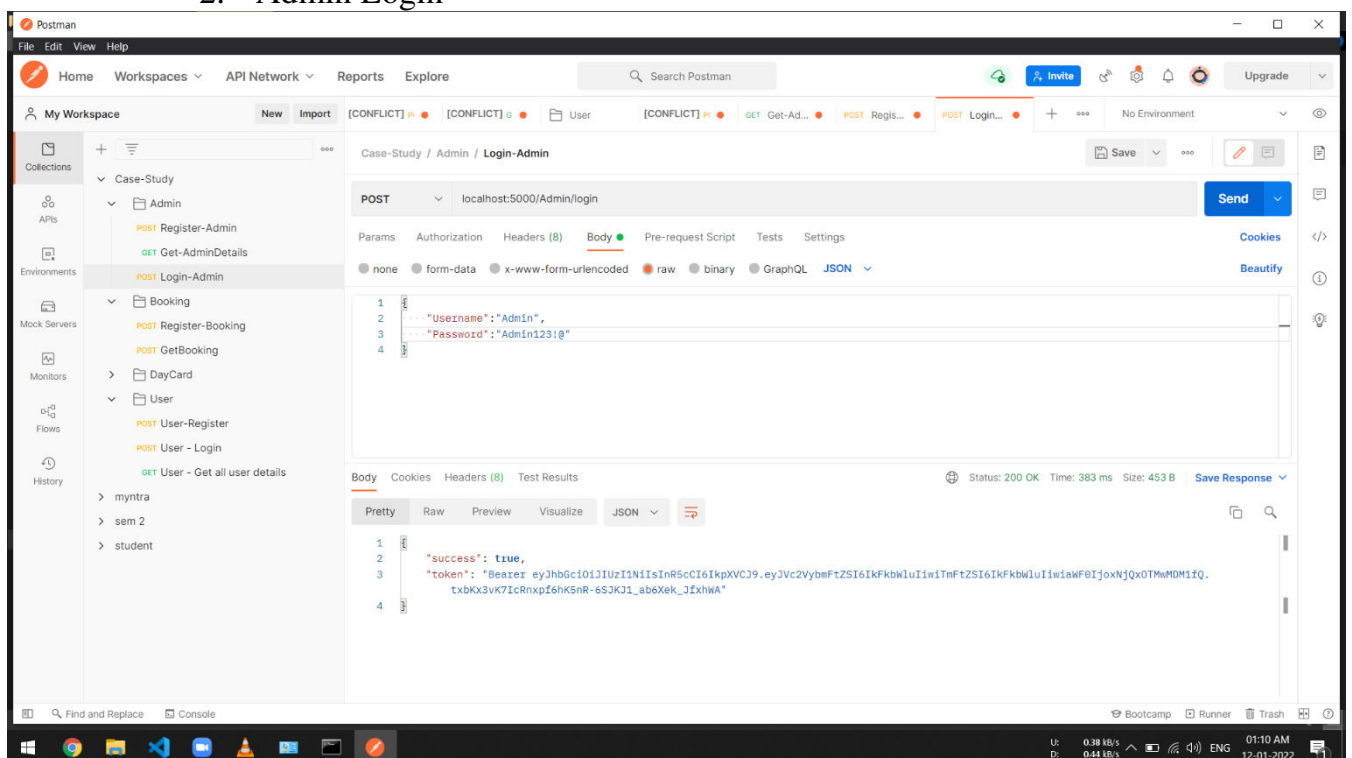 2. Admin Login
Postman
File Edit View Help
Home Workspaces API Network Reports Explore Search Postman Invite Upgrade
My Workspace New Import [CONFLICT] [CONFLICT] G User [CONFLICT] GET Get-Ad... POST Regis... POST Login... No Environment
Collections
APIs
Environments
Mock Servers
Monitors
Flows
History
Case-Study
Admin
POST Register-Admin
GET Get-AdminDetails
POST Login-Admin
Booking
POST Register-Booking
POST GetBooking
DayCard
User
POST User-Register
POST User - Login
GET User - Get all user details
myntra
sem 2
student
Case-Study / Admin / Login-Admin Save
POST localhost:5000/Admin/login Send
Params Authorization Headers (8) Body Pre-request Script Tests Settings Cookies
none form-data x-www-form-urlencoded raw binary GraphQL JSON Beautify
1 {
2 "Username":"Admin",
3 "Password":"Admin123!@"
4 }
Body Cookies Headers (8) Test Results Status: 200 OK Time: 383 ms Size: 453 B Save Response
Pretty Raw Preview Visualize JSON
1 {
2 "success": true,
3 "token": "Bearer eyJhbGciOiJIUzI1NiIsInR5cCI6IkpXVCJ9.eyJVc2VybmFtZSI6IkFkbWluIiwiTmFtZSI6IkFkbWluIiwiaWF0IjoxNjQxOTMwMDM1fQ.
txbKx3vK7IcRnxpf6hK5nR-6SJKJ1_ab6Xek_JfxhWA"
4 }
Find and Replace Console Bootcamp Runner Trash
U: 0.38 kB/s
D: 0.44 kB/s
ENG
01:10 AM
12-01-2022